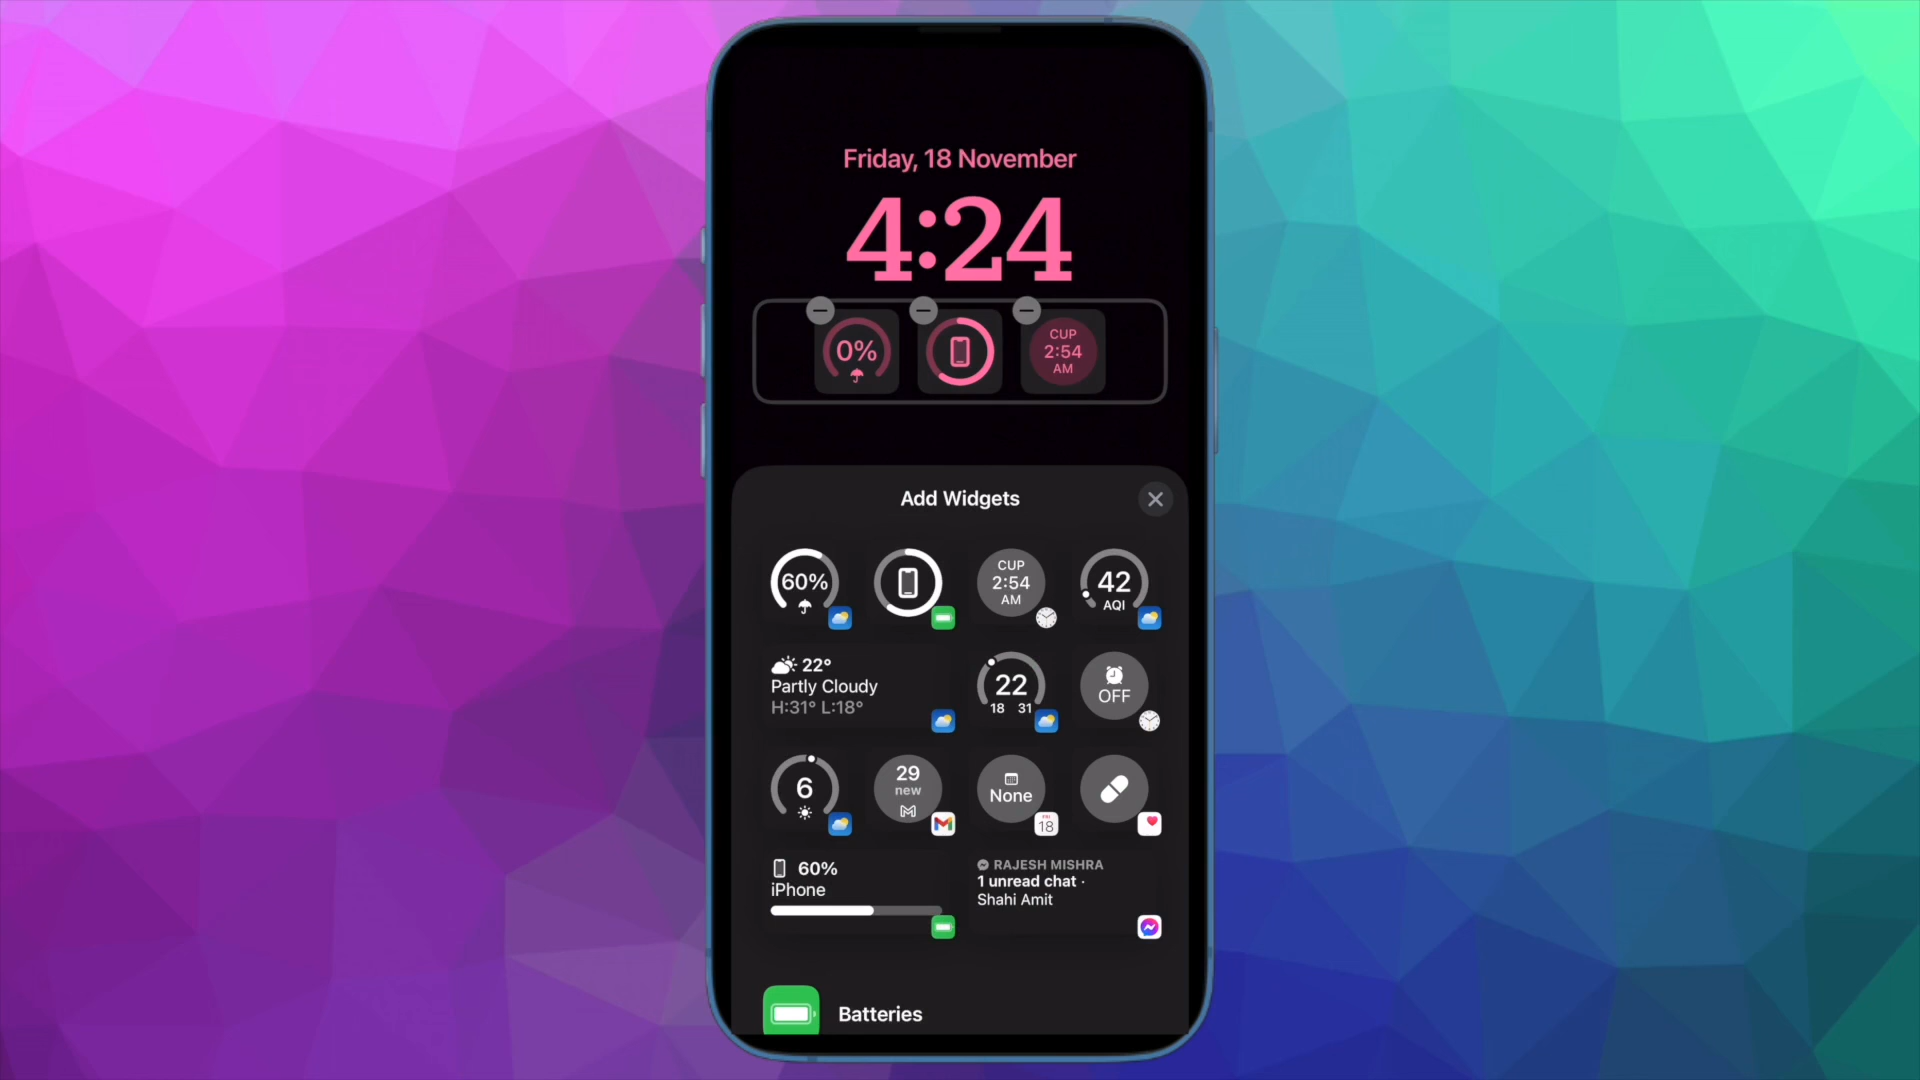 Friday, 18 November
4:24
0%
CUP
2:54
AM
Add Widgets
60%
CUP
2:54
AM
42
AQI
22°
Partly Cloudy
H:31° L:18°
22
18 31
OFF
6
29
new
None
FRI
18
60%
iPhone
RAJESH MISHRA
1 unread chat ·
Shahi Amit
Batteries